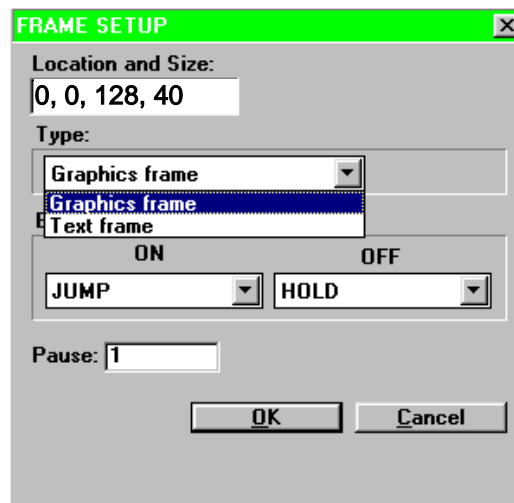 FRAME SETUP
Location and Size:
0, 0, 128, 40
Type:
Graphics frame
Graphics frame
Text frame
ON OFF
JUMP HOLD
Pause: 1
OK Cancel